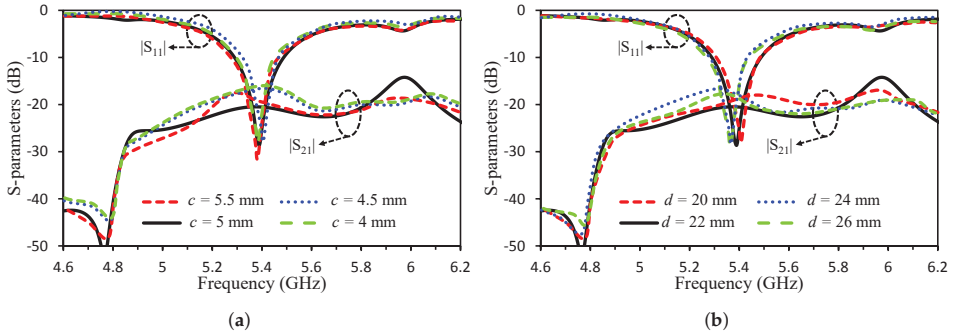 S-parameters (dB)
0
-10
-20
-30
-40
-50
|S11|
|S21|
c = 5.5 mm
c = 4.5 mm
c = 5 mm
c = 4 mm
4.6 4.8 5 5.2 5.4 5.6 5.8 6 6.2
Frequency (GHz)
(a)
S-parameters (dB)
0
-10
-20
-30
-40
-50
|S11|
|S21|
d = 20 mm
d = 24 mm
d = 22 mm
d = 26 mm
4.6 4.8 5 5.2 5.4 5.6 5.8 6 6.2
Frequency (GHz)
(b)